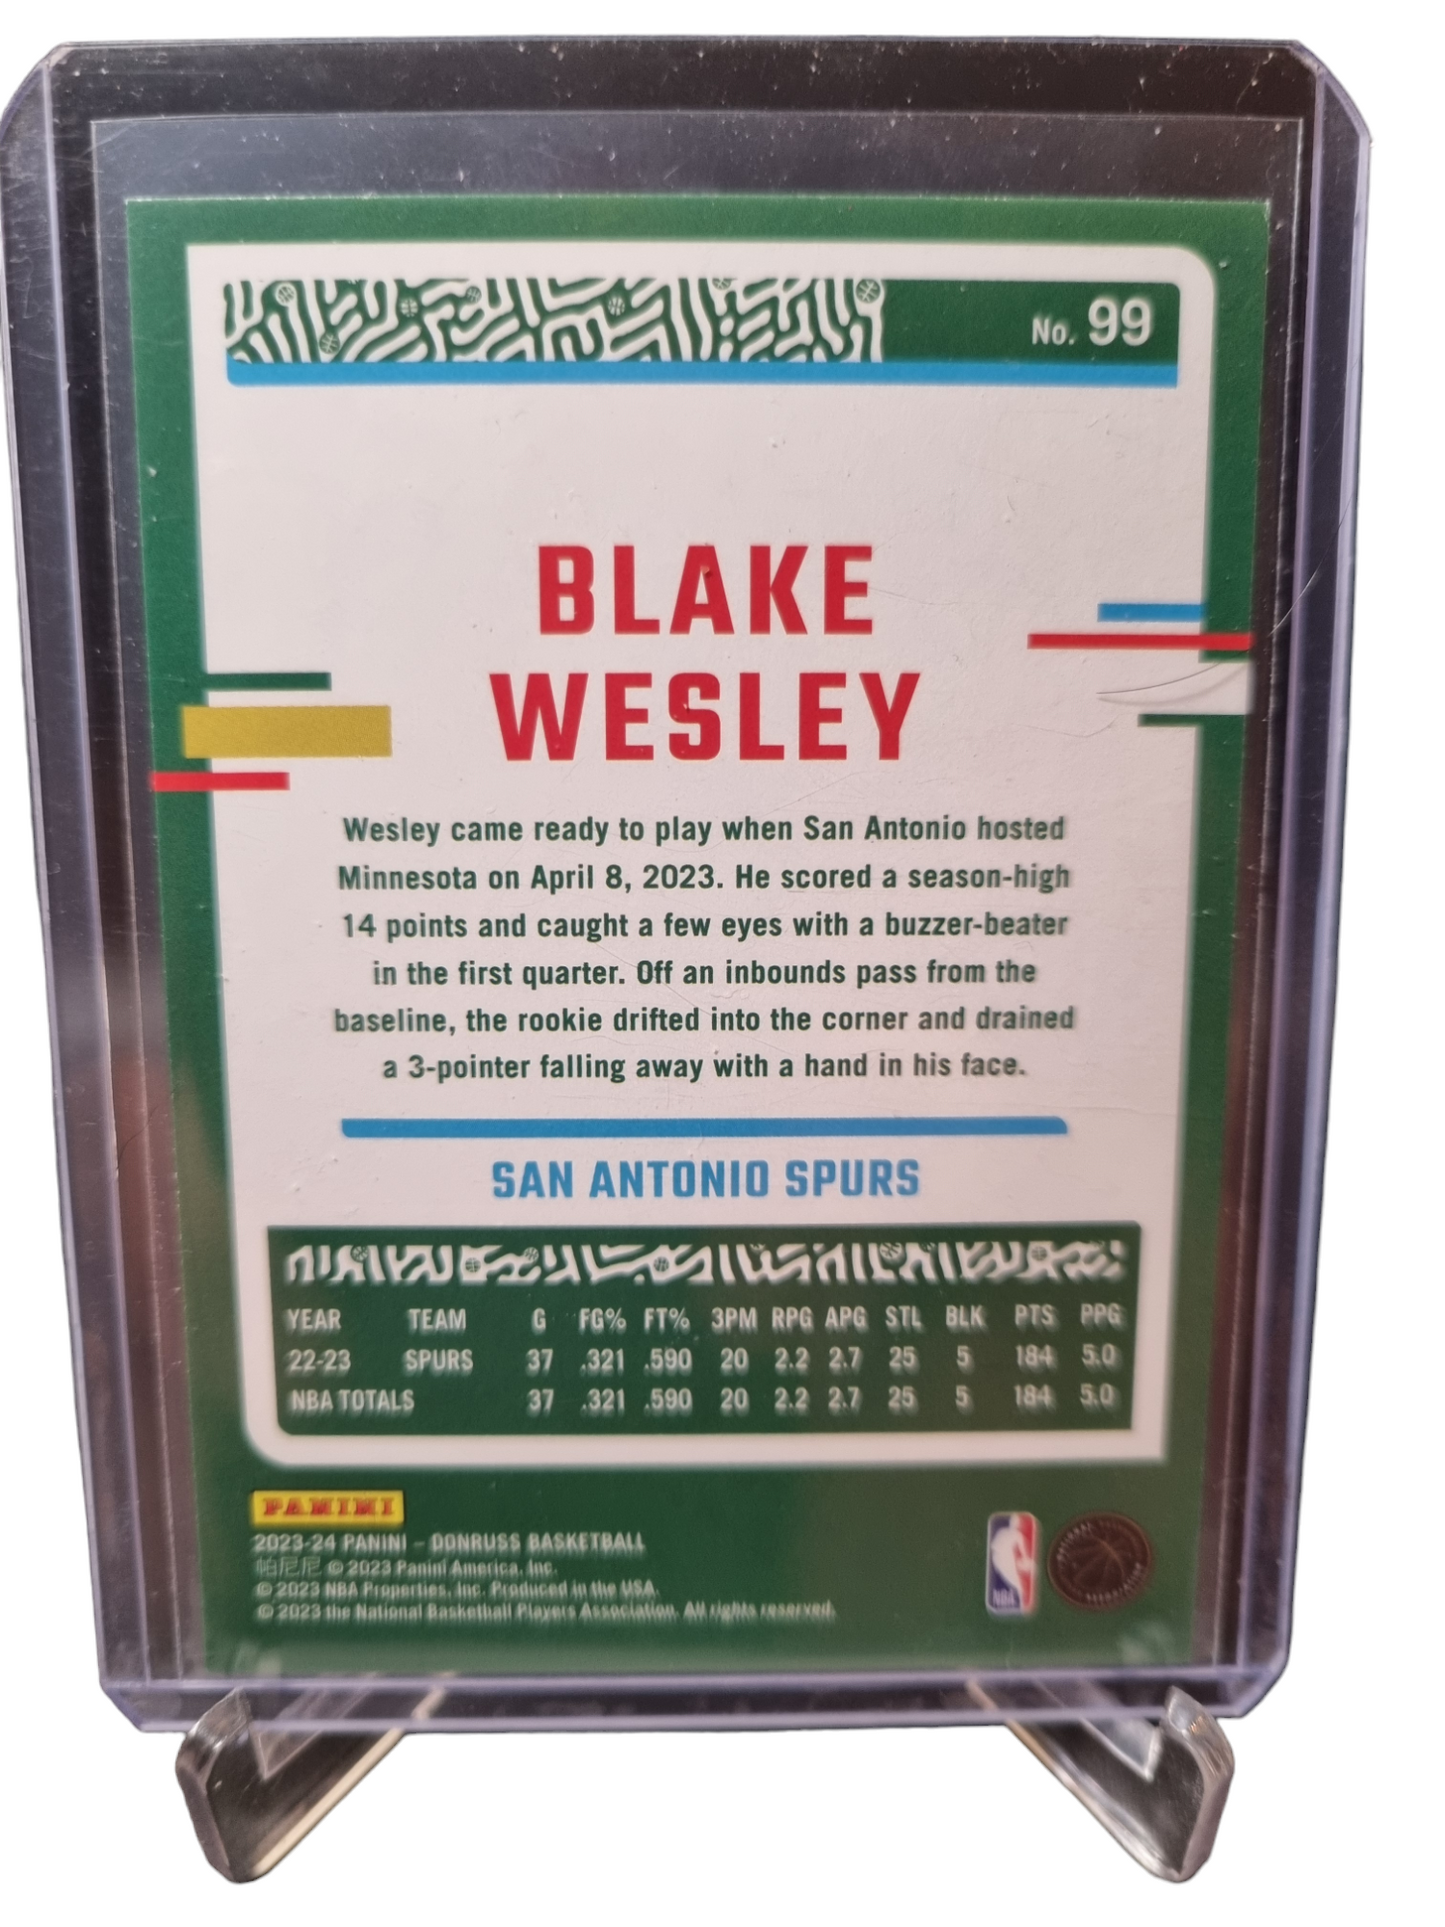 No. 99
BLAKE
WESLEY
Wesley came ready to play when San Antonio hosted
Minnesota on April 8, 2023. He scored a season-high
14 points and caught a few eyes with a buzzer-beater
in the first quarter. Off an inbounds pass from the
baseline, the rookie drifted into the corner and drained
a 3-pointer falling away with a hand in his face.
SAN ANTONIO SPURS
YEAR TEAM G FG% FT% 3PM RPG APG STL BLK PTS PPG
22-23 SPURS 37 .321 .590 20 2.2 2.7 25 5 184 5.0
NBA TOTALS 37 .321 .590 20 2.2 2.7 25 5 184 5.0
PANINI
2023-24 PANINI – DONRUSS BASKETBALL
帕尼尼 © 2023 Panini America, Inc.
© 2023 NBA Properties, Inc. Produced in the USA.
© 2023 the National Basketball Players Association. All rights reserved.
NBA